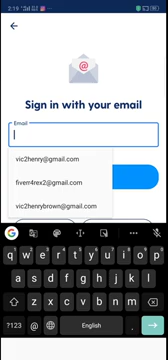 2:19
Sign in with your email
Email
vic2henry@gmail.com
fiverr4rex2@gmail.com
vic2henrybrown@gmail.com
q w e r t y u i o p
a s d f g h j k l
z x c v b n m
?123 @ English .